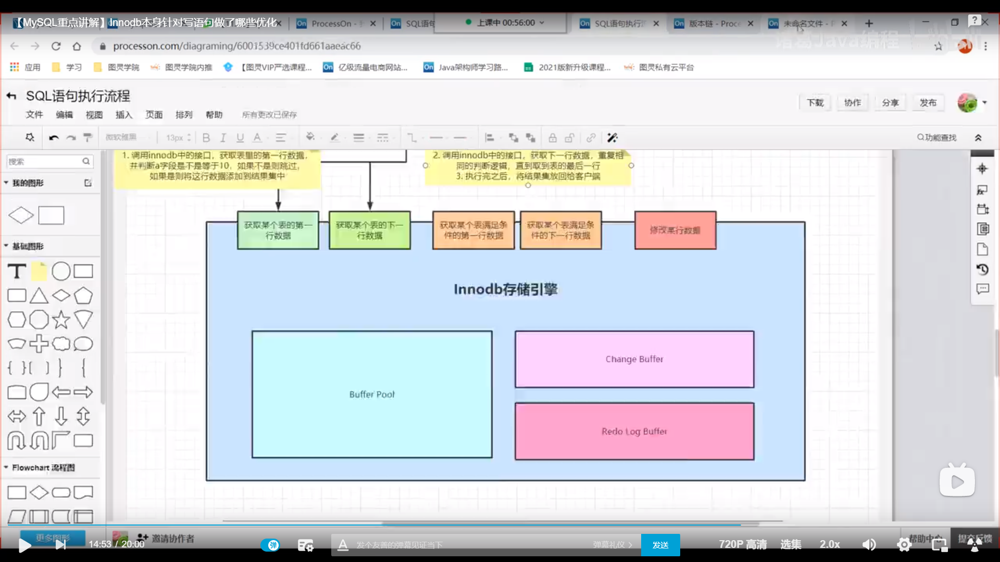 【MySQL重点讲解】Innodb本身针对写语句做了哪些优化
ProcessOn -
SQL语句
上课中 00:56:00
SQL语句执行流
版本链 - Proce
未命名文件 - P
诸葛Java编程
processon.com/diagraming/6001539ce401fd661aaeac66
应用
学习
图灵学院
图灵学院内推
【图灵VIP严选课程...
亿级流量电商网站...
Java架构师学习路...
2021版新升级课程...
图灵私有云平台
SQL语句执行流程
文件
编辑
视图
插入
页面
排列
帮助
所有更改已保存
下载
协作
分享
发布
微软雅黑
13px
B
I
U
A
功能查找
搜索
我的图形
基础图形
T
Flowchart 流程图
更多图形
1. 调用innodb中的接口，获取表里的第一行数据，
并判断a字段是不是等于10，如果不是则跳过，
如果是则将这行数据添加到结果集中
2. 调用innodb中的接口，获取下一行数据，重复相
同的判断逻辑，直到取到表的最后一行
3. 执行完之后，将结果集放回给客户端
获取某个表的第一
行数据
获取某个表的下一
行数据
获取某个表满足条
件的第一行数据
获取某个表满足条
件的下一行数据
修改某行数据
Innodb存储引擎
Buffer Pool
Change Buffer
Redo Log Buffer
邀请协作者
帮助中心
提交反馈
14:53 / 20:00
弹
发个友善的弹幕见证当下
弹幕礼仪
发送
720P 高清
选集
2.0x